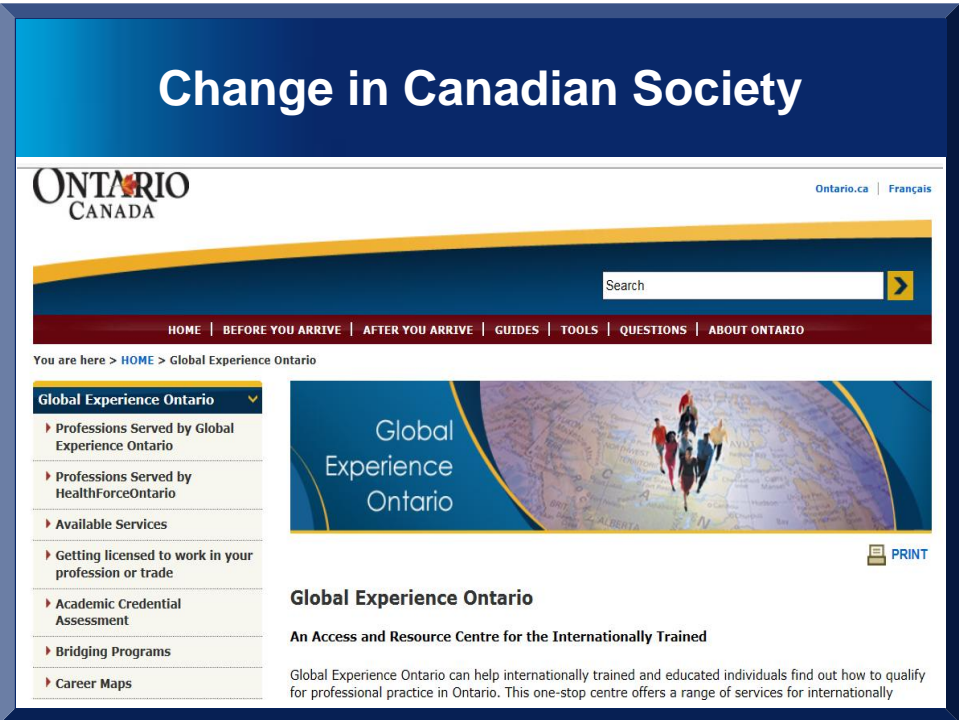 Change in Canadian Society
ONTARIO
CANADA
Ontario.ca | Français
Search
HOME | BEFORE YOU ARRIVE | AFTER YOU ARRIVE | GUIDES | TOOLS | QUESTIONS | ABOUT ONTARIO
You are here > HOME > Global Experience Ontario
Global Experience Ontario
Professions Served by Global
Experience Ontario
Professions Served by
HealthForceOntario
Available Services
Getting licensed to work in your
profession or trade
Academic Credential
Assessment
Bridging Programs
Career Maps
Global
Experience
Ontario
ALBERTA
PRINT
Global Experience Ontario
An Access and Resource Centre for the Internationally Trained
Global Experience Ontario can help internationally trained and educated individuals find out how to qualify
for professional practice in Ontario. This one-stop centre offers a range of services for internationally